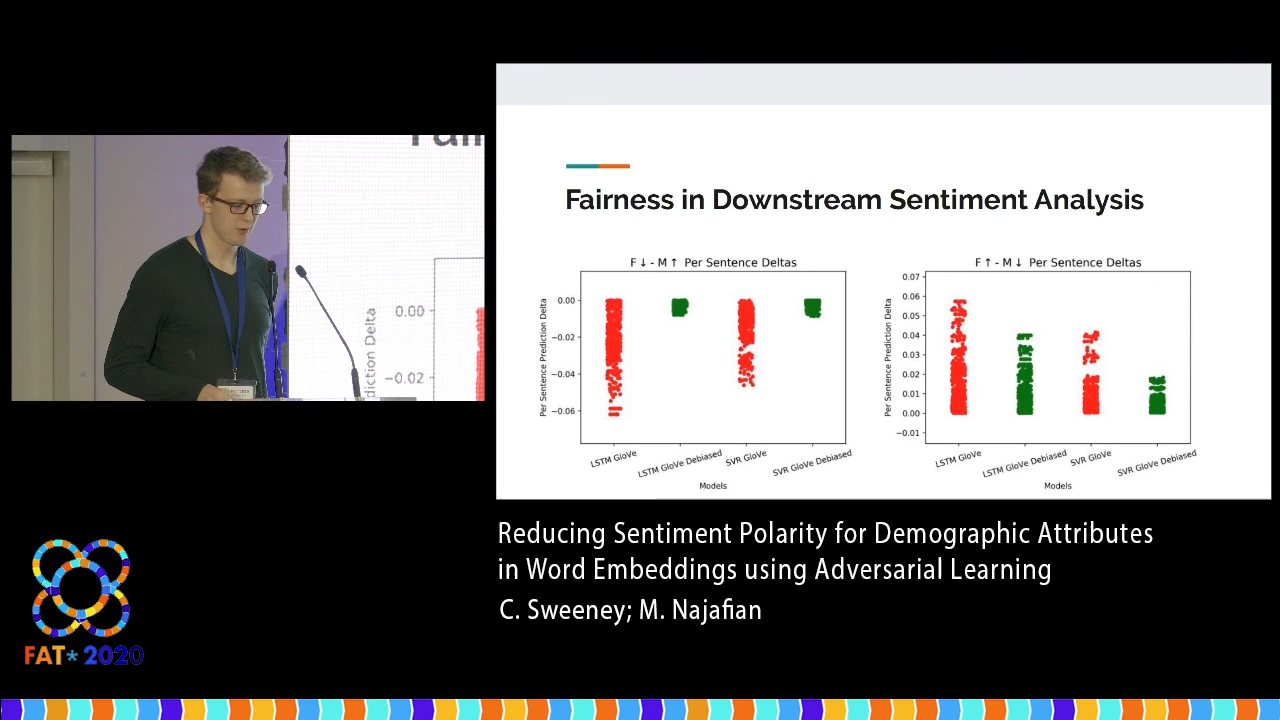 Fairness in Downstream Sentiment Analysis
F ↓ - M ↑ Per Sentence Deltas
Per Sentence Prediction Delta
0.00
−0.02
−0.04
−0.06
LSTM GloVe
LSTM GloVe Debiased
SVR GloVe
SVR GloVe Debiased
Models
F ↑ - M ↓ Per Sentence Deltas
Per Sentence Prediction Delta
0.07
0.06
0.05
0.04
0.03
0.02
0.01
0.00
−0.01
LSTM GloVe
LSTM GloVe Debiased
SVR GloVe
SVR GloVe Debiased
Models
diction Delta
0.00
−0.02
Reducing Sentiment Polarity for Demographic Attributes
in Word Embeddings using Adversarial Learning
C. Sweeney; M. Najafian
FAT* 2020